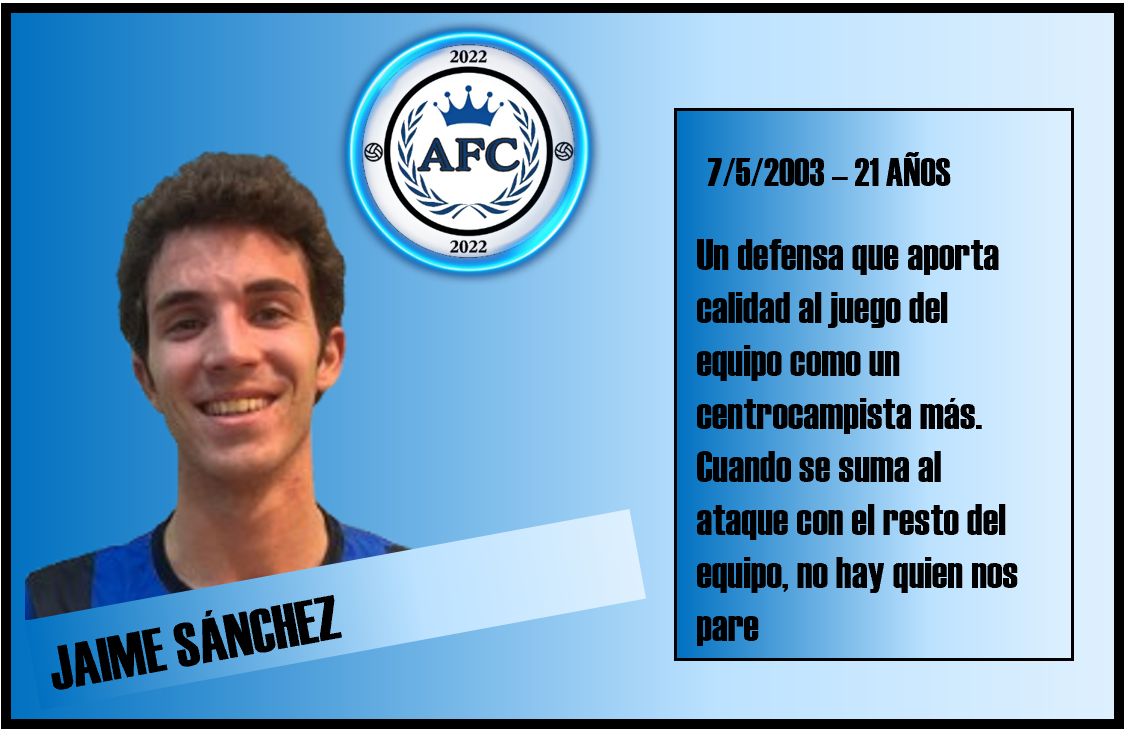 2022
AFC
2022
7/5/2003 – 21 AÑOS
Un defensa que aporta
calidad al juego del
equipo como un
centrocampista más.
Cuando se suma al
ataque con el resto del
equipo, no hay quien nos
pare
JAIME SÁNCHEZ